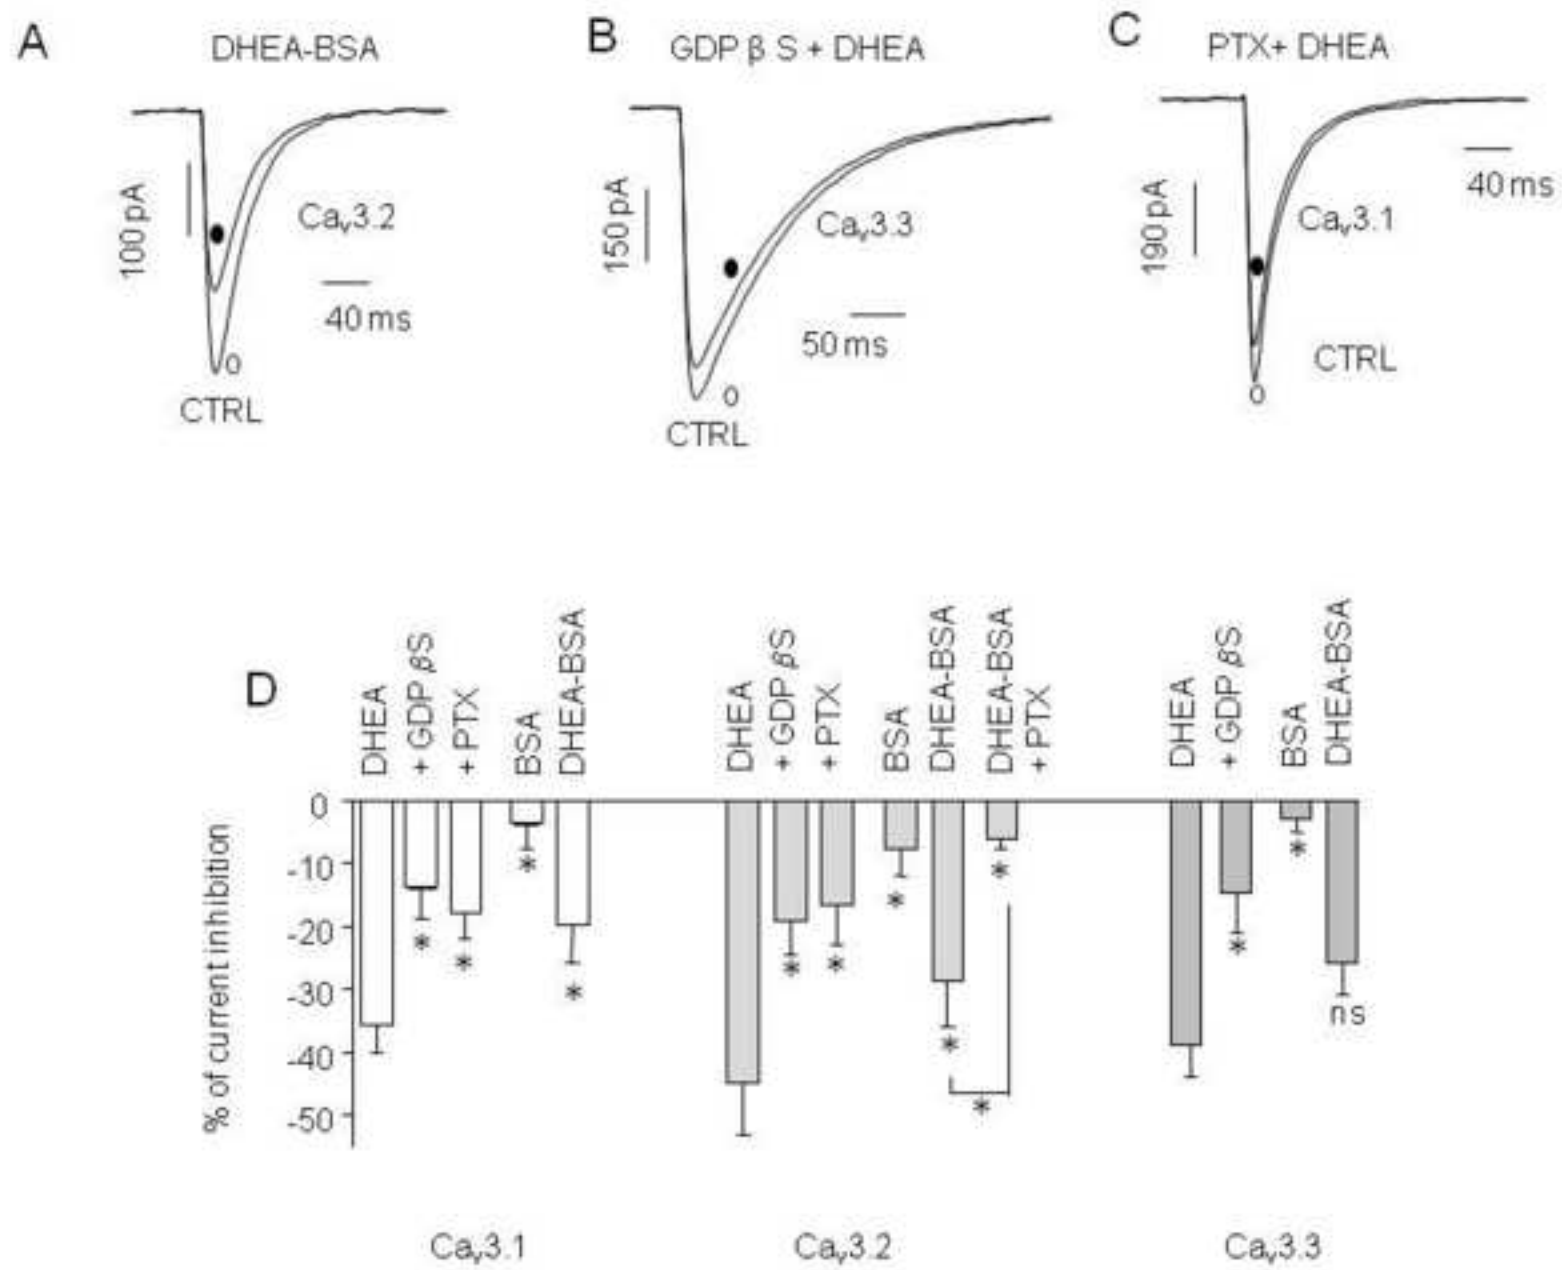 A
DHEA-BSA
B
GDP β S + DHEA
C
PTX+ DHEA
100 pA
Caᵥ3.2
40 ms
O
CTRL
150 pA
Caᵥ3.3
50 ms
O
CTRL
190 pA
Caᵥ3.1
40 ms
CTRL
O
D
DHEA
+ GDP βS
+ PTX
BSA
DHEA-BSA
DHEA
+ GDP βS
+ PTX
BSA
DHEA-BSA
DHEA-BSA
+ PTX
DHEA
+ GDP βS
BSA
DHEA-BSA
% of current inhibition
0
-10
-20
-30
-40
-50
*
*
*
*
*
*
*
*
*
*
*
*
ns
Caᵥ3.1
Caᵥ3.2
Caᵥ3.3